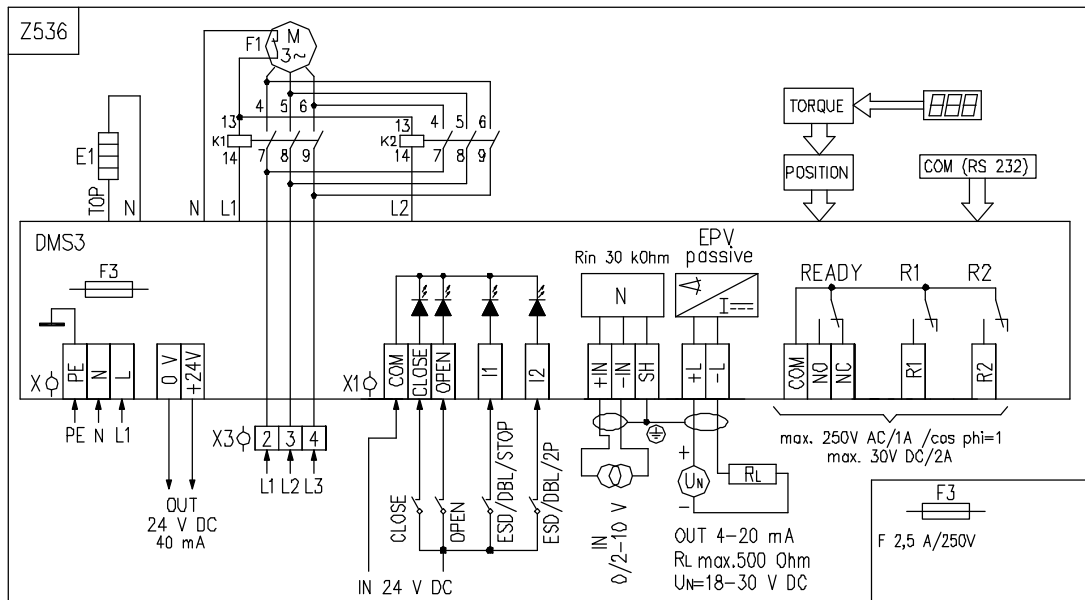 Z536
F1
M
3~
4
5
6
4
5
6
13
13
K1
K2
14
7
8
9
14
7
8
9
E1
TOP
N
N
L1
L2
TORQUE
POSITION
COM (RS 232)
DMS3
F3
Rin 30 kOhm
N
EPV
passive
I
READY
R1
R2
X
PE
N
L
0 V
+24V
X1
COM
CLOSE
OPEN
I1
I2
+IN
-IN
SH
+L
-L
COM
NO
NC
R1
R2
PE N L1
X3
2
3
4
L1 L2 L3
OUT
24 V DC
40 mA
CLOSE
OPEN
ESD/DBL/STOP
ESD/DBL/2P
IN 24 V DC
IN
0/2-10 V
+
UN
-
RL
OUT 4-20 mA
RL max.500 Ohm
UN=18-30 V DC
max. 250V AC/1A /cos phi=1
max. 30V DC/2A
F3
F 2,5 A/250V